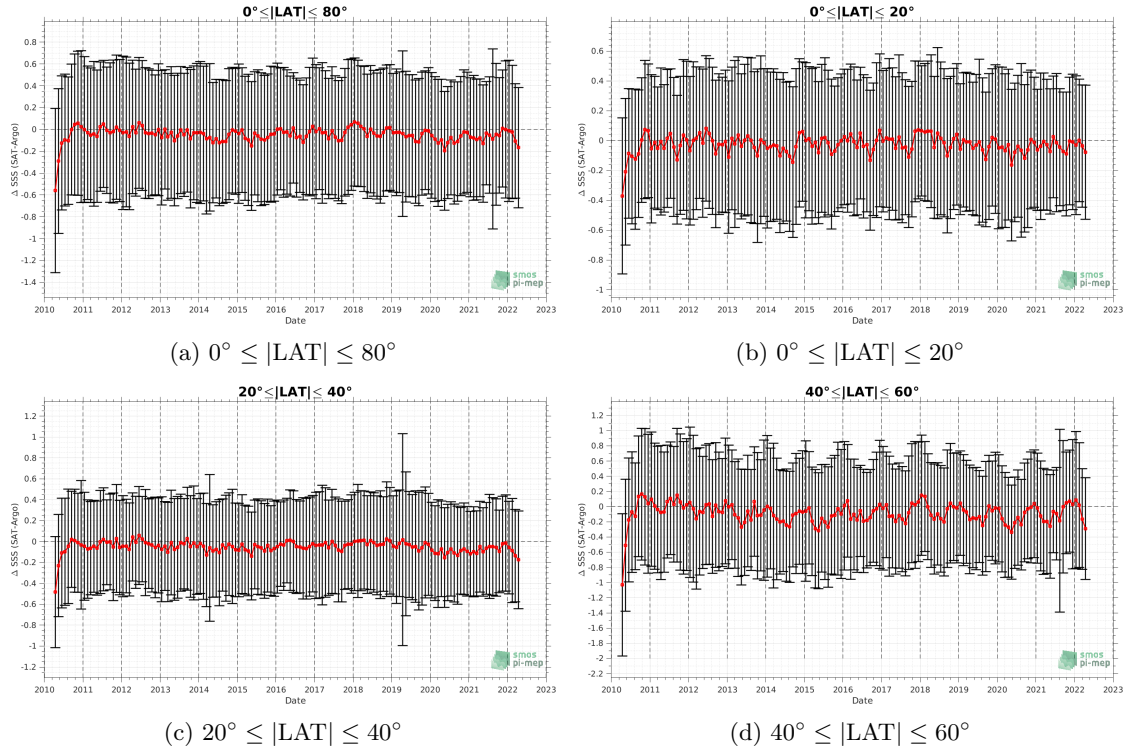 0°≤|LAT|≤ 80°
Δ SSS (SAT-Argo)
0.8
0.6
0.4
0.2
0
-0.2
-0.4
-0.6
-0.8
-1
-1.2
-1.4
2010 2011 2012 2013 2014 2015 2016 2017 2018 2019 2020 2021 2022 2023
Date
smos
pi-mep
(a) 0° ≤ |LAT| ≤ 80°
0°≤|LAT|≤ 20°
Δ SSS (SAT-Argo)
0.6
0.4
0.2
0
-0.2
-0.4
-0.6
-0.8
-1
2010 2011 2012 2013 2014 2015 2016 2017 2018 2019 2020 2021 2022 2023
Date
smos
pi-mep
(b) 0° ≤ |LAT| ≤ 20°
20°≤|LAT|≤ 40°
Δ SSS (SAT-Argo)
1.2
1
0.8
0.6
0.4
0.2
0
-0.2
-0.4
-0.6
-0.8
-1
-1.2
2010 2011 2012 2013 2014 2015 2016 2017 2018 2019 2020 2021 2022 2023
Date
smos
pi-mep
(c) 20° ≤ |LAT| ≤ 40°
40°≤|LAT|≤ 60°
Δ SSS (SAT-Argo)
1.2
1
0.8
0.6
0.4
0.2
0
-0.2
-0.4
-0.6
-0.8
-1
-1.2
-1.4
-1.6
-1.8
-2
-2.2
2010 2011 2012 2013 2014 2015 2016 2017 2018 2019 2020 2021 2022 2023
Date
smos
pi-mep
(d) 40° ≤ |LAT| ≤ 60°